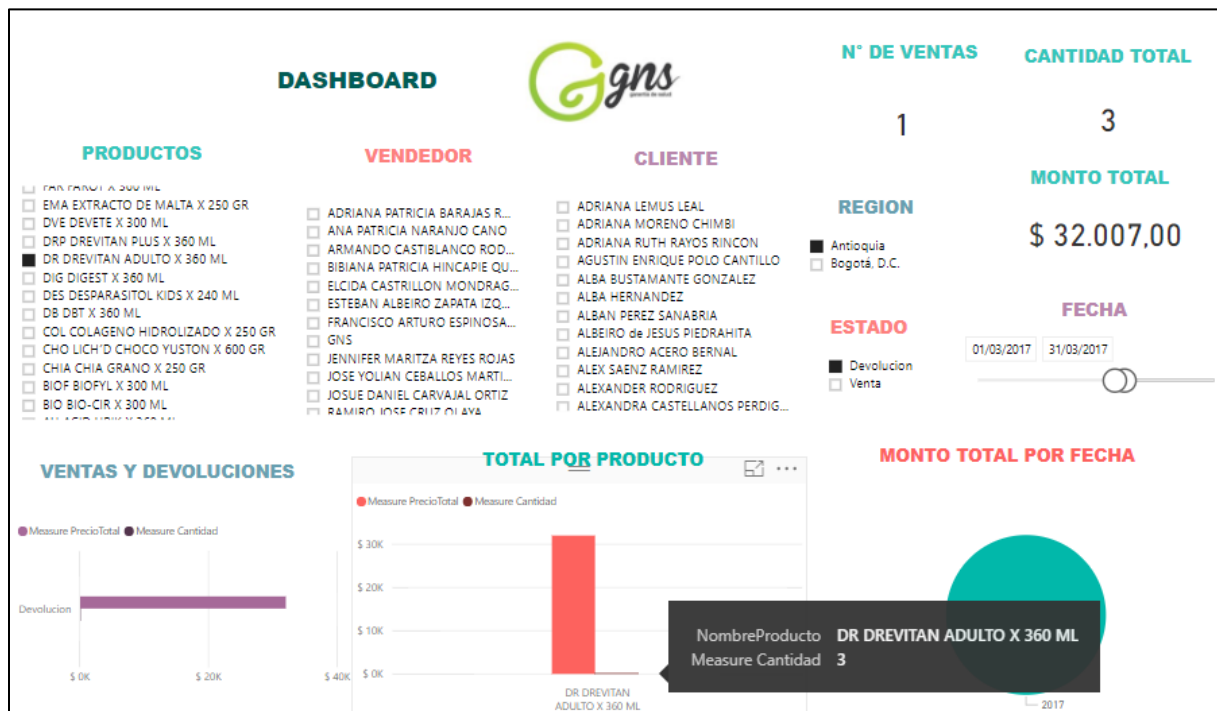 DASHBOARD
gns
garantía de salud
N° DE VENTAS
1
CANTIDAD TOTAL
3
MONTO TOTAL
$ 32.007,00
PRODUCTOS
EMA EXTRACTO DE MALTA X 250 GR
DVE DEVETE X 300 ML
DRP DREVITAN PLUS X 360 ML
DR DREVITAN ADULTO X 360 ML
DIG DIGEST X 360 ML
DES DESPARASITOL KIDS X 240 ML
DB DBT X 360 ML
COL COLAGENO HIDROLIZADO X 250 GR
CHO LICH'D CHOCO YUSTON X 600 GR
CHIA CHIA GRANO X 250 GR
BIOF BIOFYL X 300 ML
BIO BIO-CIR X 300 ML
VENDEDOR
ADRIANA PATRICIA BARAJAS R...
ANA PATRICIA NARANJO CANO
ARMANDO CASTIBLANCO ROD...
BIBIANA PATRICIA HINCAPIE QU...
ELCIDA CASTRILLON MONDRAG...
ESTEBAN ALBEIRO ZAPATA IZQ...
FRANCISCO ARTURO ESPINOSA...
GNS
JENNIFER MARITZA REYES ROJAS
JOSE YOLIAN CEBALLOS MARTI...
JOSUE DANIEL CARVAJAL ORTIZ
RAMIRO JOSE CRUZ OLAYA
CLIENTE
ADRIANA LEMUS LEAL
ADRIANA MORENO CHIMBI
ADRIANA RUTH RAYOS RINCON
AGUSTIN ENRIQUE POLO CANTILLO
ALBA BUSTAMANTE GONZALEZ
ALBA HERNANDEZ
ALBAN PEREZ SANABRIA
ALBEIRO de JESUS PIEDRAHITA
ALEJANDRO ACERO BERNAL
ALEX SAENZ RAMIREZ
ALEXANDER RODRIGUEZ
ALEXANDRA CASTELLANOS PERDIG...
REGION
Antioquia
Bogotá, D.C.
ESTADO
Devolucion
Venta
FECHA
01/03/2017 31/03/2017
VENTAS Y DEVOLUCIONES
Measure PrecioTotal Measure Cantidad
Devolucion
$ 0K $ 20K $ 40K
TOTAL POR PRODUCTO
Measure PrecioTotal Measure Cantidad
$ 30K
$ 20K
$ 10K
$ 0K
DR DREVITAN
ADULTO X 360 ML
NombreProducto DR DREVITAN ADULTO X 360 ML
Measure Cantidad 3
MONTO TOTAL POR FECHA
2017